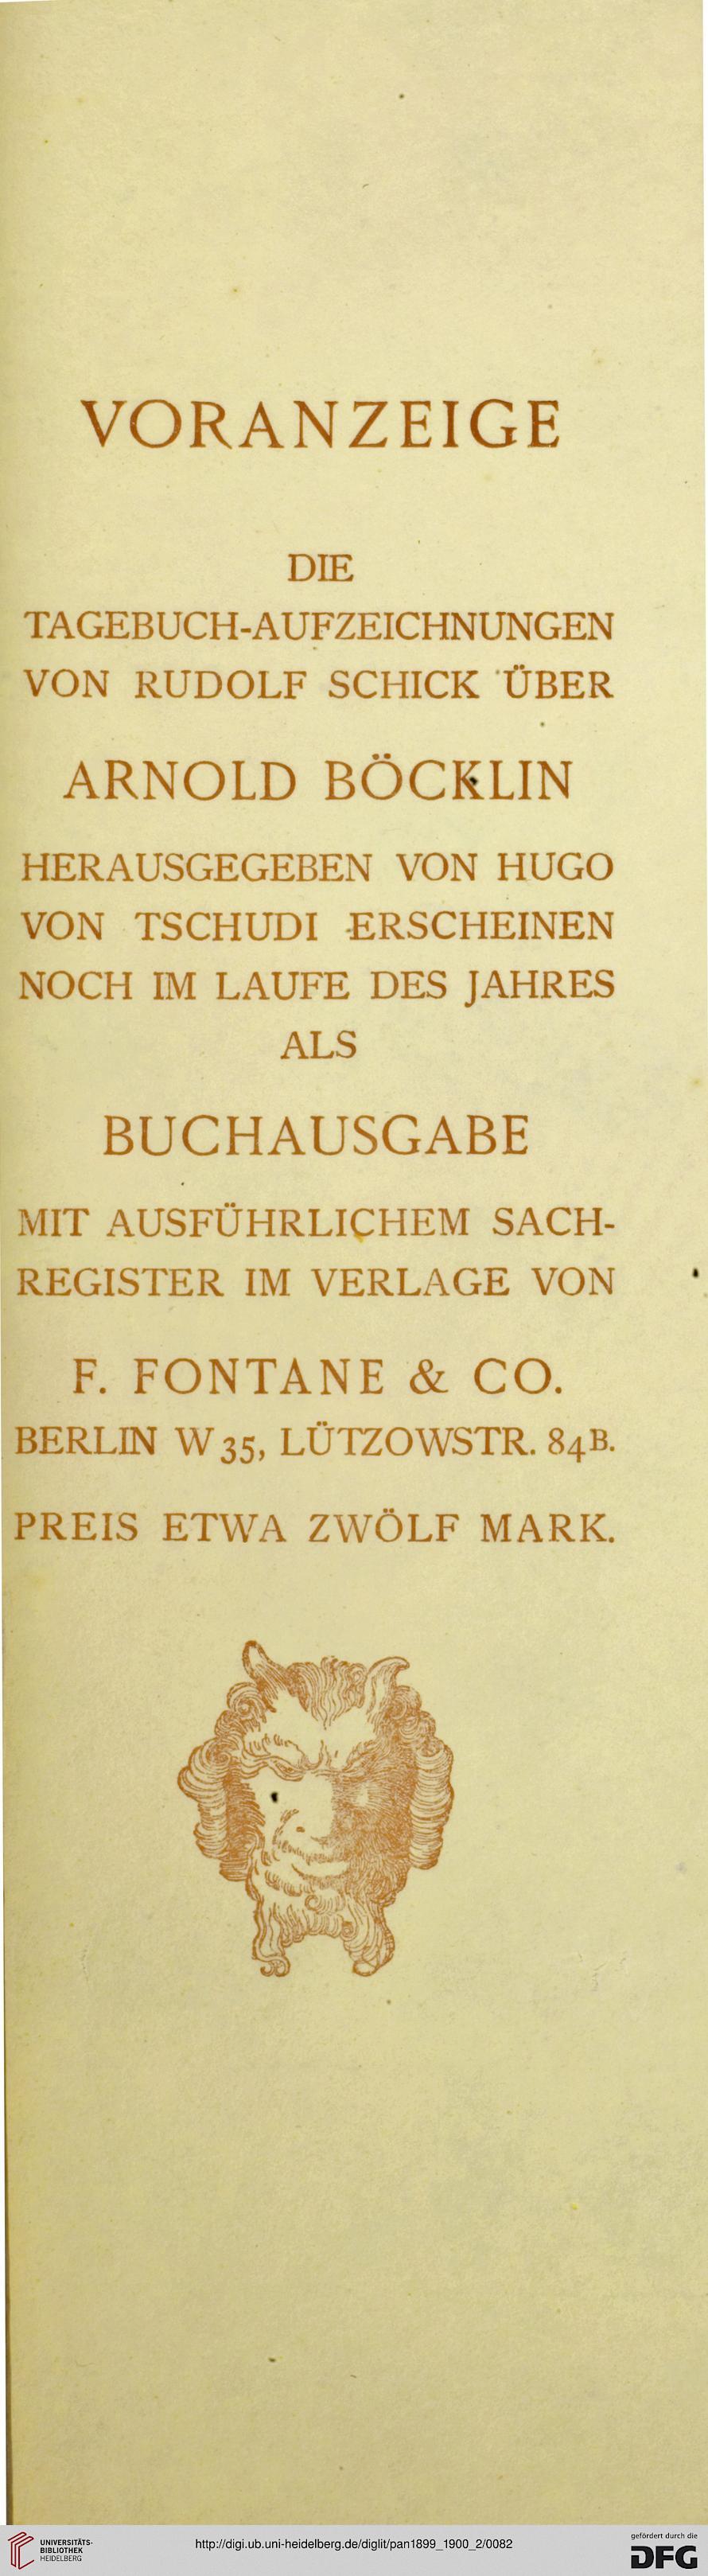 VORANZEIGE
DIE
TAGEBUCH-AUFZEICHNUNGEN
VON RUDOLF SCHICK ÜBER
ARNOLD BÖCKLIN
HERAUSGEGEBEN VON HUGO
VON TSCHUDI ERSCHEINEN
NOCH IM LAUFE DES JAHRES
ALS
BUCHAUSGABE
MIT AUSFÜHRLICHEM SACH-
REGISTER IM VERLAGE VON
F. FONTANE & CO.
BERLIN W 35, LÜTZOWSTR. 84B.
PREIS ETWA ZWÖLF MARK.
UNIVERSITÄTS-
BIBLIOTHEK
HEIDELBERG
http://digi.ub.uni-heidelberg.de/diglit/pan1899_1900_2/0082
gefördert durch die
DFG